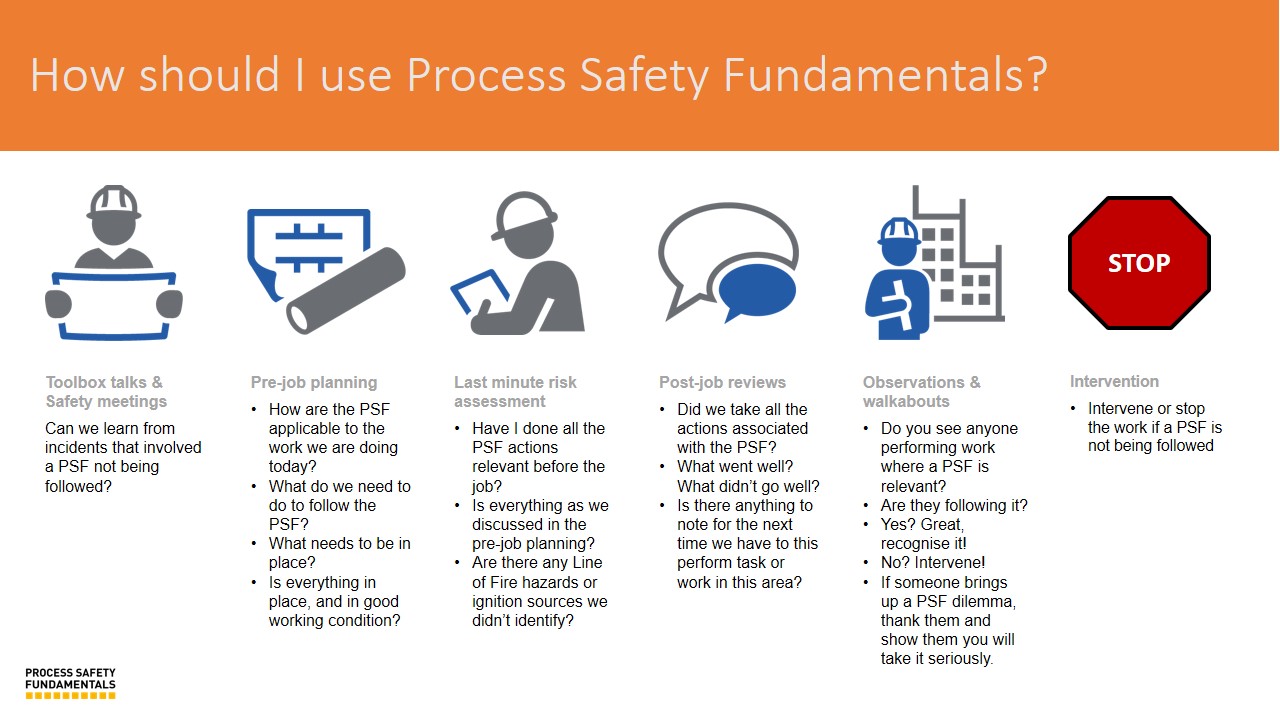 How should I use Process Safety Fundamentals?
STOP
Toolbox talks &
Safety meetings
Can we learn from
incidents that involved
a PSF not being
followed?
Pre-job planning
• How are the PSF
applicable to the
work we are doing
today?
• What do we need to
do to follow the
PSF?
• What needs to be in
place?
• Is everything in
place, and in good
working condition?
Last minute risk
assessment
• Have I done all the
PSF actions
relevant before the
job?
• Is everything as we
discussed in the
pre-job planning?
• Are there any Line
of Fire hazards or
ignition sources we
didn’t identify?
Post-job reviews
• Did we take all the
actions associated
with the PSF?
• What went well?
What didn’t go well?
• Is there anything to
note for the next
time we have to this
perform task or
work in this area?
Observations &
walkabouts
• Do you see anyone
performing work
where a PSF is
relevant?
• Are they following it?
• Yes? Great,
recognise it!
• No? Intervene!
• If someone brings
up a PSF dilemma,
thank them and
show them you will
take it seriously.
Intervention
• Intervene or stop
the work if a PSF is
not being followed
PROCESS SAFETY
FUNDAMENTALS